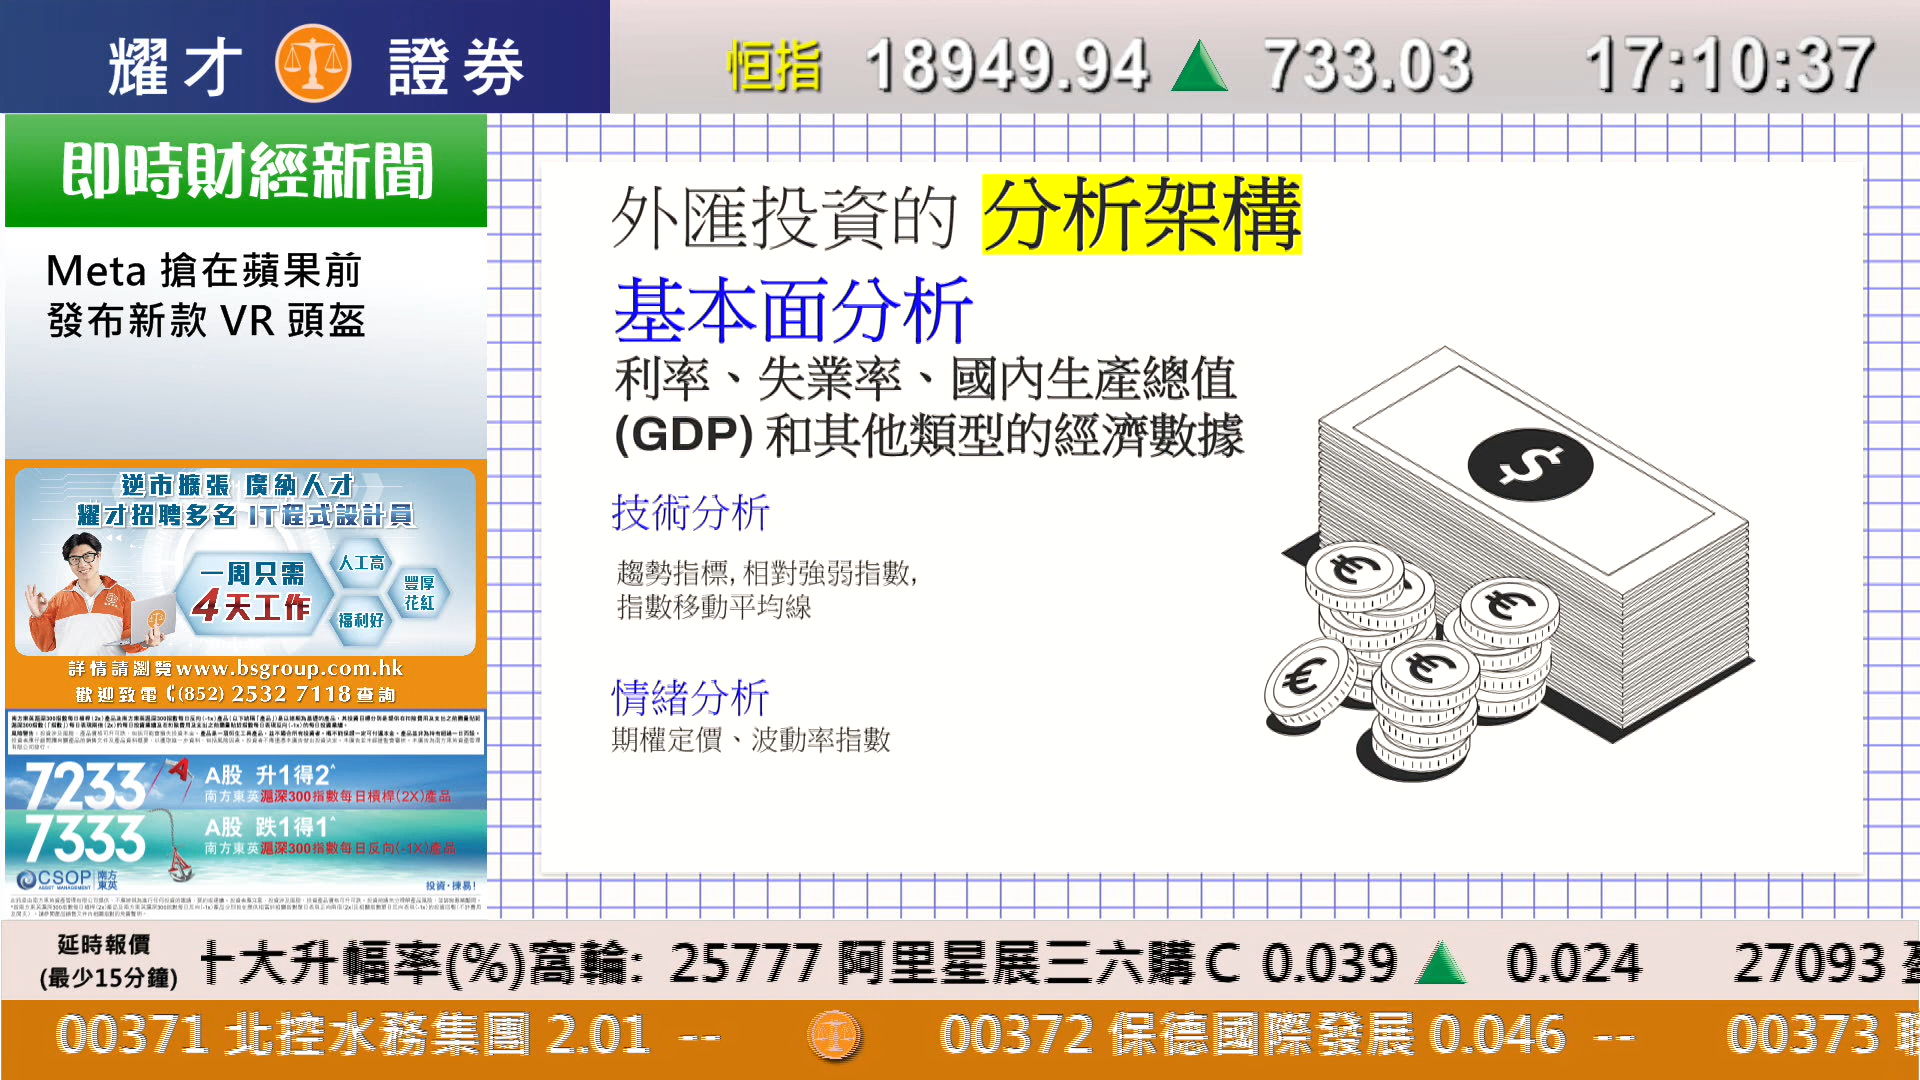 耀才 證券
恒指 18949.94 ▲ 733.03 17:10:37
即時財經新聞
Meta 搶在蘋果前
發布新款 VR 頭盔
外匯投資的 分析架構
基本面分析
利率、失業率、國內生產總值
(GDP) 和其他類型的經濟數據
技術分析
趨勢指標, 相對強弱指數,
指數移動平均線
情緒分析
期權定價、波動率指數
$
€
€
€
€
逆市擴張 廣納人才
耀才招聘多名 IT程式設計員
一周只需
4天工作
人工高
豐厚
花紅
福利好
詳情請瀏覽www.bsgroup.com.hk
歡迎致電 (852) 2532 7118 查詢
7233
A股 升1得2^
南方東英滬深300指數每日槓桿(2X)產品
7333
A股 跌1得1^
南方東英滬深300指數每日反向(-1X)產品
CSOP 南方東英
ASSET MANAGEMENT
投資·揀易!
延時報價
(最少15分鐘)
十大升幅率(%)窩輪: 25777 阿里星展三六購C 0.039 ▲ 0.024 27093
00371 北控水務集團 2.01 -- 00372 保德國際發展 0.046 -- 00373